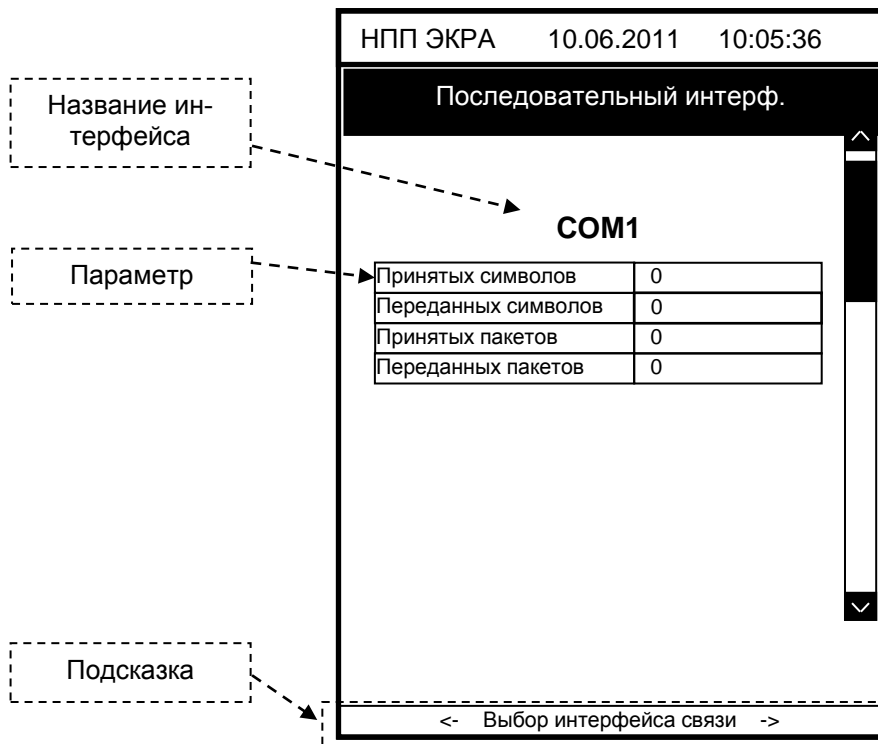 НПП ЭКРА 10.06.2011 10:05:36
Последовательный интерф.
Название ин-
терфейса
COM1
Параметр
Принятых символов 0
Переданных символов 0
Принятых пакетов 0
Переданных пакетов 0
Подсказка
<- Выбор интерфейса связи ->